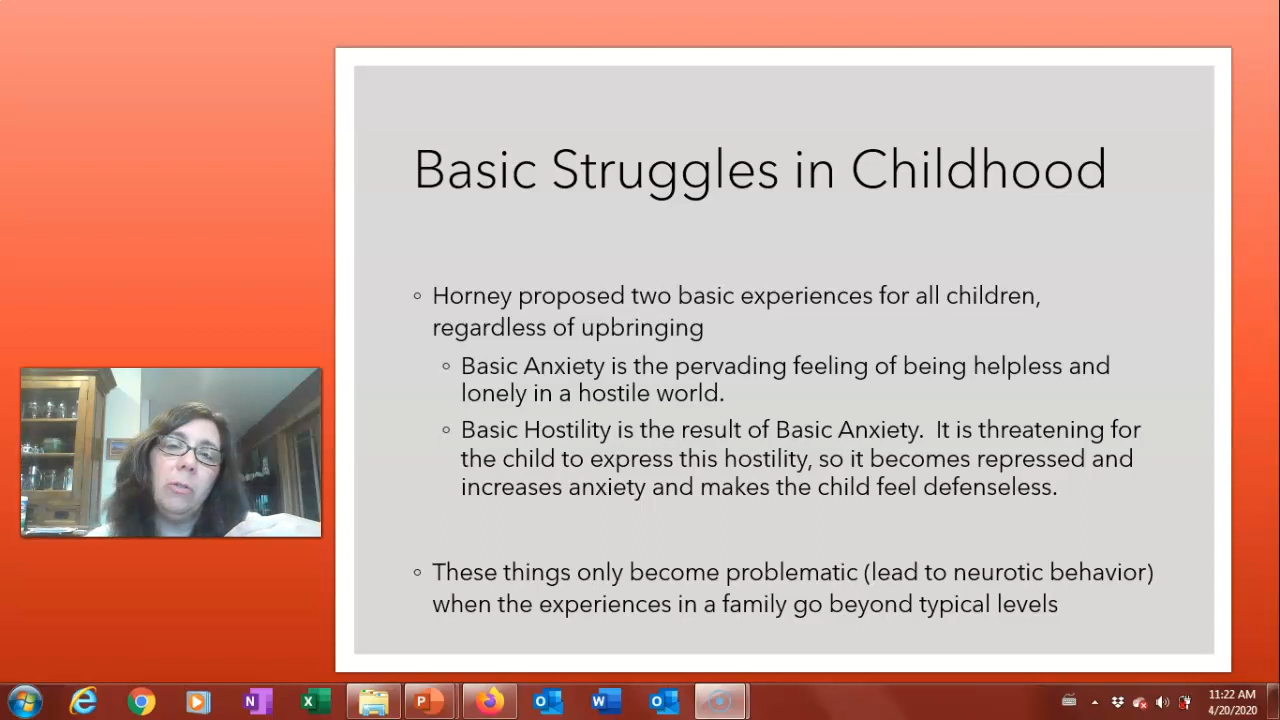 Basic Struggles in Childhood
Horney proposed two basic experiences for all children,
regardless of upbringing
Basic Anxiety is the pervading feeling of being helpless and
lonely in a hostile world.
Basic Hostility is the result of Basic Anxiety. It is threatening for
the child to express this hostility, so it becomes repressed and
increases anxiety and makes the child feel defenseless.
These things only become problematic (lead to neurotic behavior)
when the experiences in a family go beyond typical levels
11:22 AM
4/20/2020